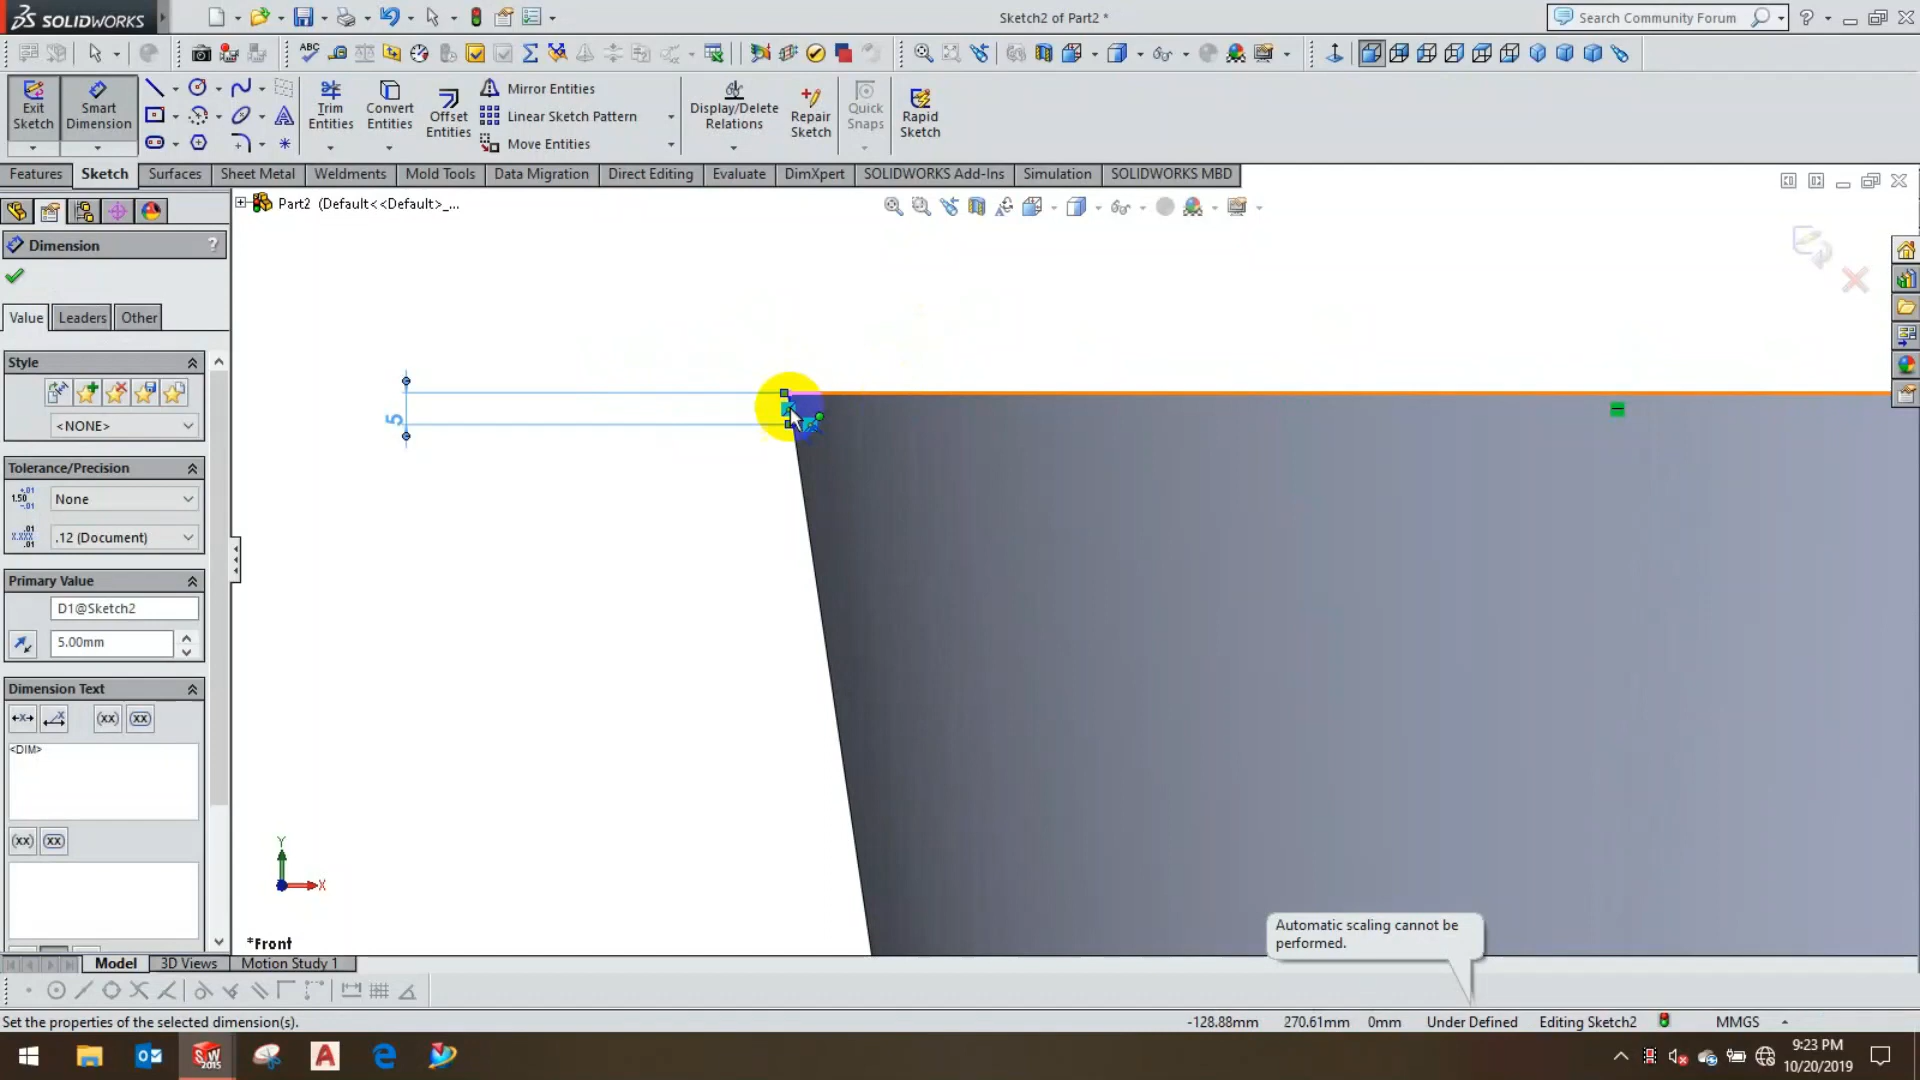 SOLIDWORKS
Sketch2 of Part2 *
Search Community Forum
ABC
Exit Sketch
Smart Dimension
Trim Entities
Convert Entities
Offset Entities
Mirror Entities
Linear Sketch Pattern
Move Entities
Display/Delete Relations
Repair Sketch
Quick Snaps
Rapid Sketch
Features
Sketch
Surfaces
Sheet Metal
Weldments
Mold Tools
Data Migration
Direct Editing
Evaluate
DimXpert
SOLIDWORKS Add-Ins
Simulation
SOLIDWORKS MBD
Part2 (Default<<Default>_...
Dimension
?
Value
Leaders
Other
Style
<NONE>
Tolerance/Precision
None
.12 (Document)
Primary Value
D1@Sketch2
5.00mm
Dimension Text
(xx)
(xx)
<DIM>
(xx)
(xx)
5
Y
X
*Front
Automatic scaling cannot be
performed.
Model
3D Views
Motion Study 1
Set the properties of the selected dimension(s).
-128.88mm
270.61mm
0mm
Under Defined
Editing Sketch2
MMGS
9:23 PM
10/20/2019